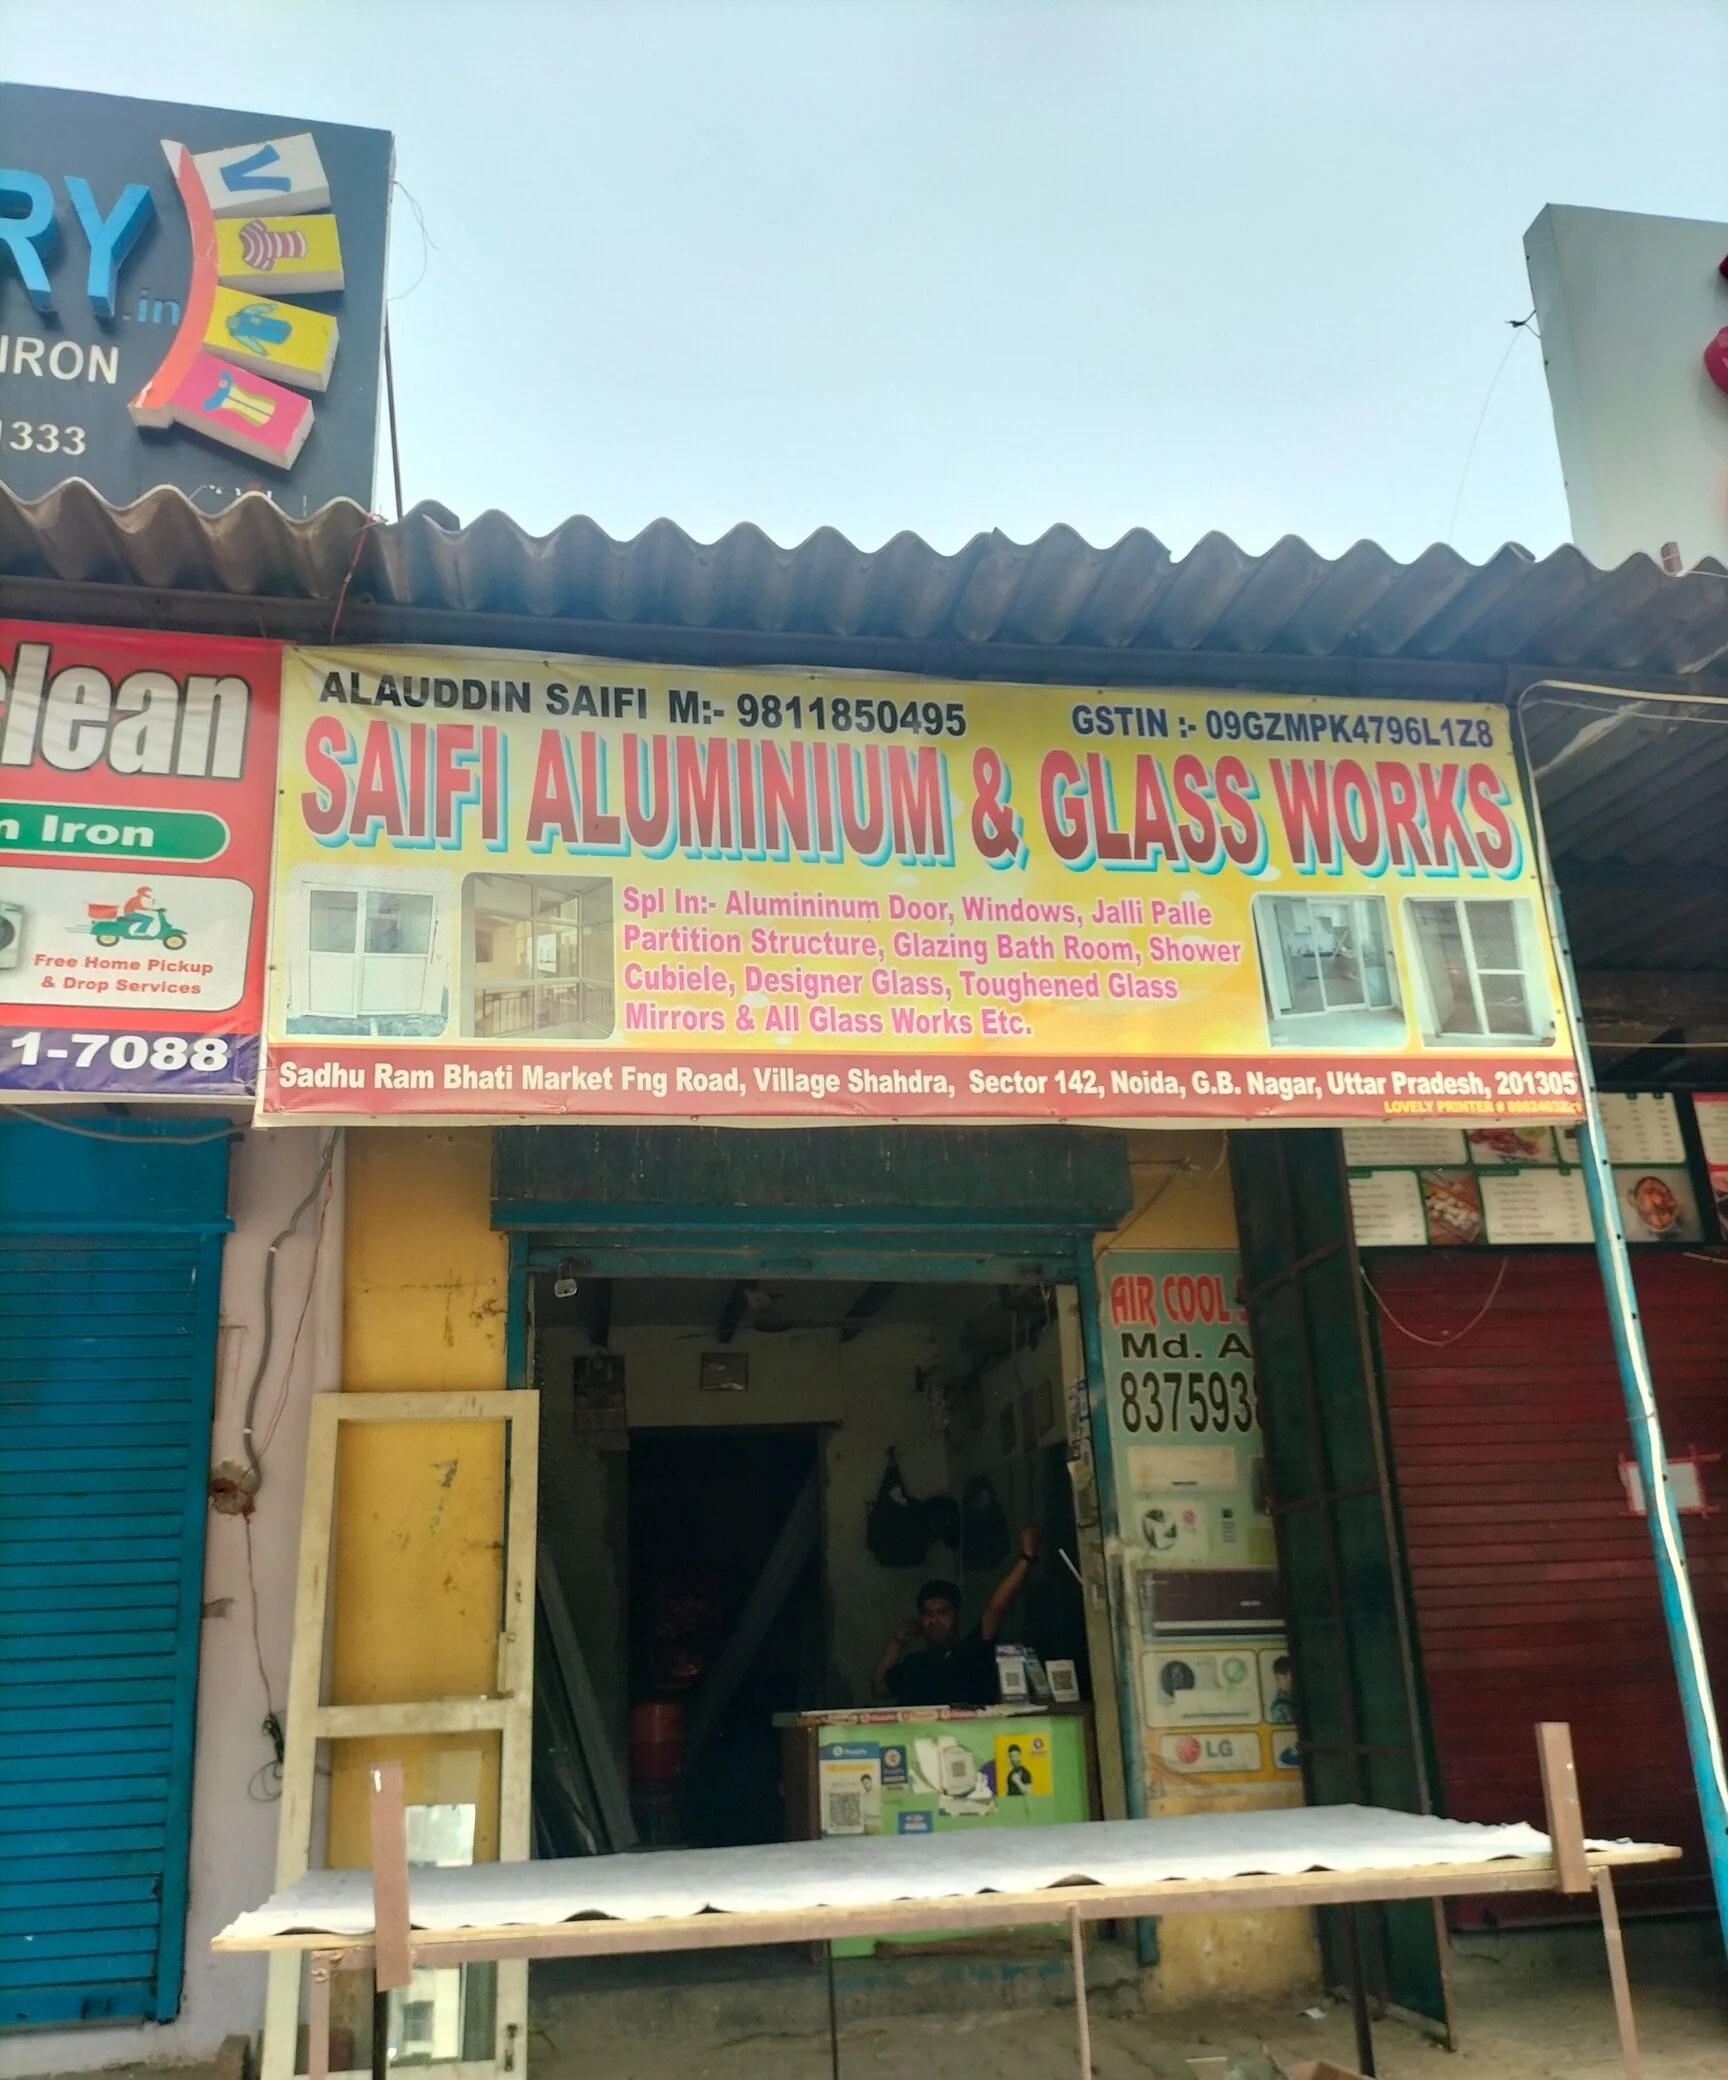 RY
.in
IRON
333
lean
n Iron
Free Home Pickup
& Drop Services
1-7088
ALAUDDIN SAIFI M:- 9811850495
GSTIN :- 09GZMPK4796L1Z8
SAIFI ALUMINIUM & GLASS WORKS
Spl In:- Alumininum Door, Windows, Jalli Palle
Partition Structure, Glazing Bath Room, Shower
Cubiele, Designer Glass, Toughened Glass
Mirrors & All Glass Works Etc.
Sadhu Ram Bhati Market Fng Road, Village Shahdra, Sector 142, Noida, G.B. Nagar, Uttar Pradesh, 201305
LOVELY PRINTER
AIR COOL
Md. A
837593
LG